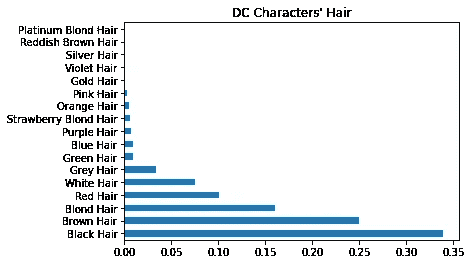 DC Characters' Hair
Platinum Blond Hair
Reddish Brown Hair
Silver Hair
Violet Hair
Gold Hair
Pink Hair
Orange Hair
Strawberry Blond Hair
Purple Hair
Blue Hair
Green Hair
Grey Hair
White Hair
Red Hair
Blond Hair
Brown Hair
Black Hair
0.00 0.05 0.10 0.15 0.20 0.25 0.30 0.35